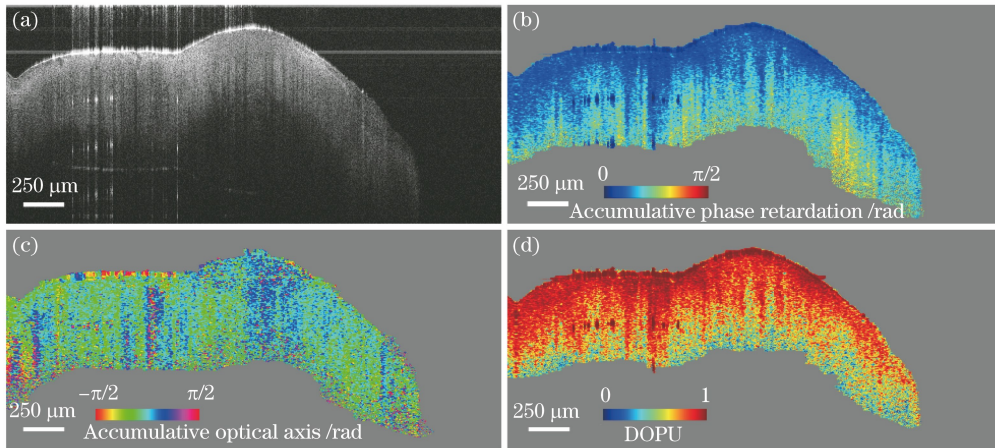 (a)
250 μm
(b)
0 π/2
250 μm
Accumulative phase retardation /rad
(c)
−π/2 π/2
250 μm
Accumulative optical axis /rad
(d)
0 1
250 μm
DOPU